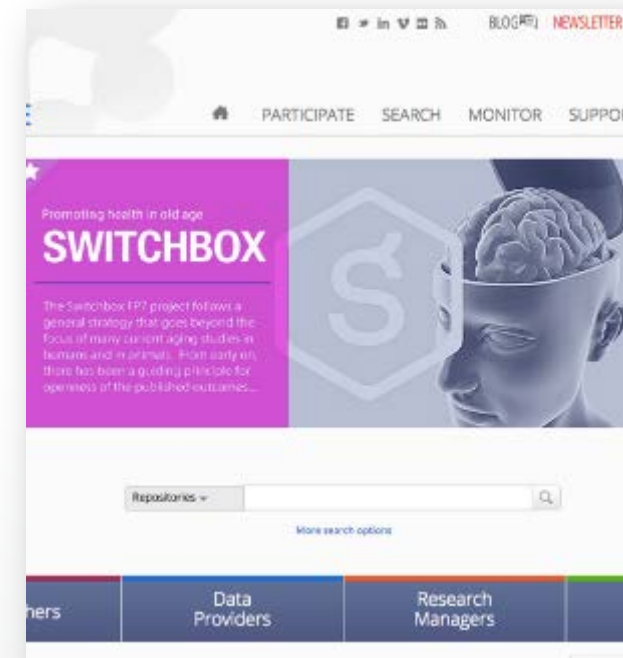 BLOG NEWSLETTER
PARTICIPATE SEARCH MONITOR SUPPOR
Promoting health in old age
SWITCHBOX
The Switchbox FP7 project follows a
general strategy that goes beyond the
focus of many current aging studies in
humans and in animals. From early on,
there has been a guiding principle for
openness of the published outcomes...
S
Repositories
More search options
hers
Data
Providers
Research
Managers